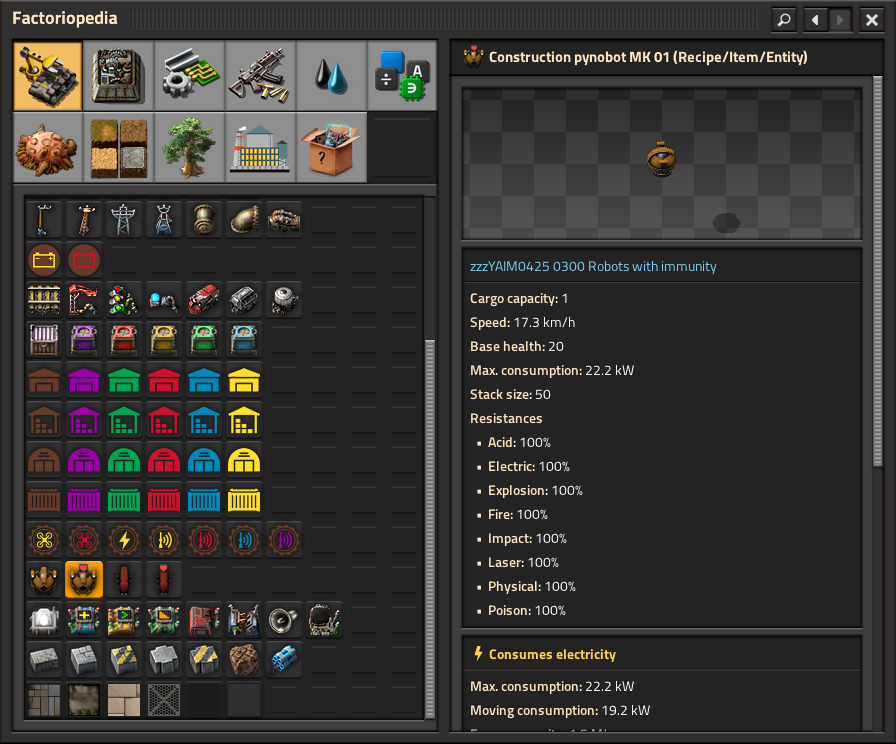 Factoriopedia
Construction pynobot MK 01 (Recipe/Item/Entity)
zzzYAIM0425 0300 Robots with immunity
Cargo capacity: 1
Speed: 17.3 km/h
Base health: 20
Max. consumption: 22.2 kW
Stack size: 50
Resistances
▪ Acid: 100%
▪ Electric: 100%
▪ Explosion: 100%
▪ Fire: 100%
▪ Impact: 100%
▪ Laser: 100%
▪ Physical: 100%
▪ Poison: 100%
Consumes electricity
Max. consumption: 22.2 kW
Moving consumption: 19.2 kW